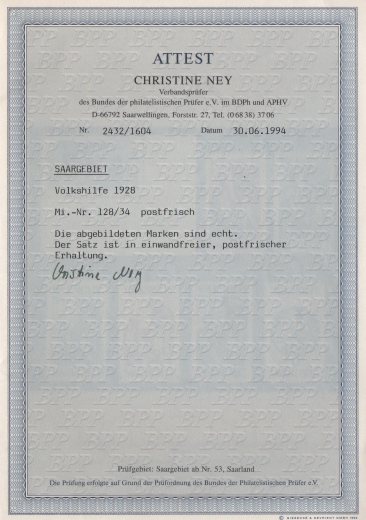 ATTEST
CHRISTINE NEY
Verbandsprüfer
des Bundes der philatelistischen Prüfer e.V. im BDPh und APHV
D-66792 Saarwellingen, Forststr. 27, Tel. (0 68 38) 37 06
Nr. 2432/1604 Datum 30.06.1994
SAARGEBIET
Volkshilfe 1928
Mi.-Nr. 128/34 postfrisch
Die abgebildeten Marken sind echt.
Der Satz ist in einwandfreier, postfrischer
Erhaltung.
Christine Ney
Prüfgebiet: Saargebiet ab Nr. 53, Saarland
Die Prüfung erfolgte auf Grund der Prüfordnung des Bundes der Philatelistischen Prüfer e.V.